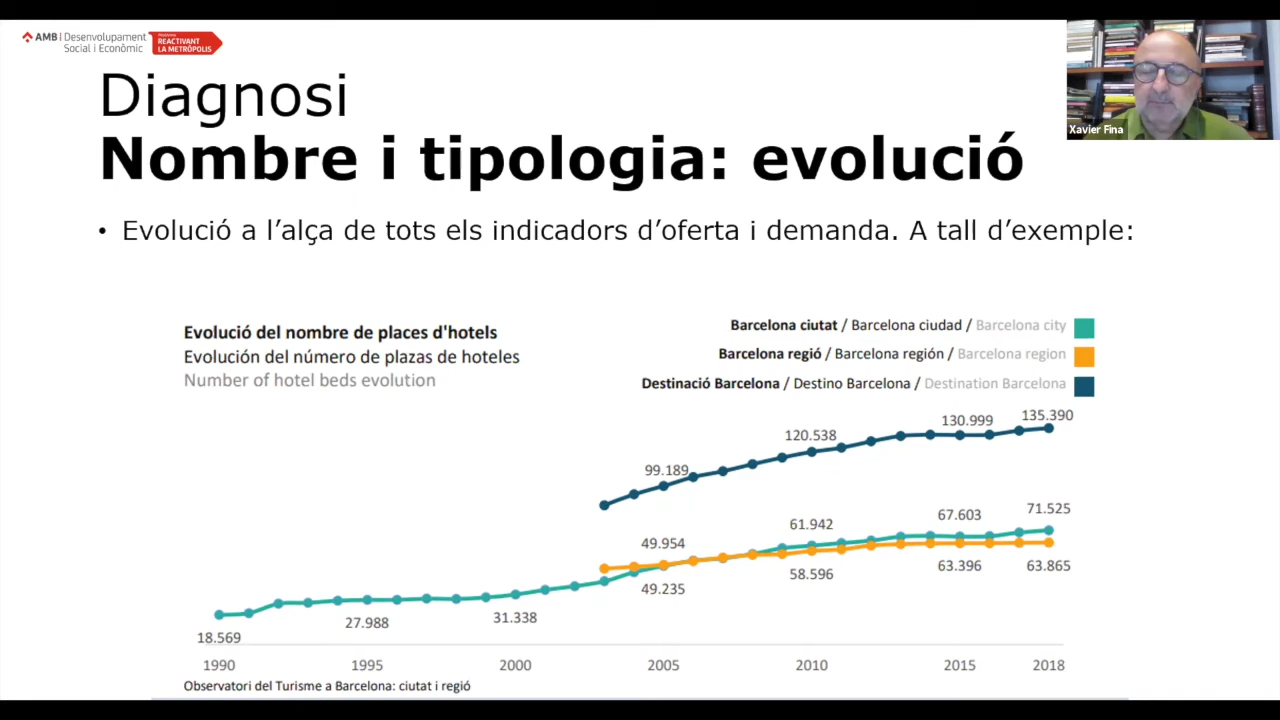 AMB Desenvolupament
Social i Econòmic
REACTIVANT
LA METRÒPOLIS
Xavier Fina
Diagnosi
Nombre i tipologia: evolució
• Evolució a l’alça de tots els indicadors d’oferta i demanda. A tall d’exemple:
Evolució del nombre de places d'hotels
Evolución del número de plazas de hoteles
Number of hotel beds evolution
Barcelona ciutat / Barcelona ciudad / Barcelona city
Barcelona regió / Barcelona región / Barcelona region
Destinació Barcelona / Destino Barcelona / Destination Barcelona
99.189 120.538 130.999 135.390
49.954 61.942 67.603 71.525
49.235 58.596 63.396 63.865
18.569 27.988 31.338
1990 1995 2000 2005 2010 2015 2018
Observatori del Turisme a Barcelona: ciutat i regió